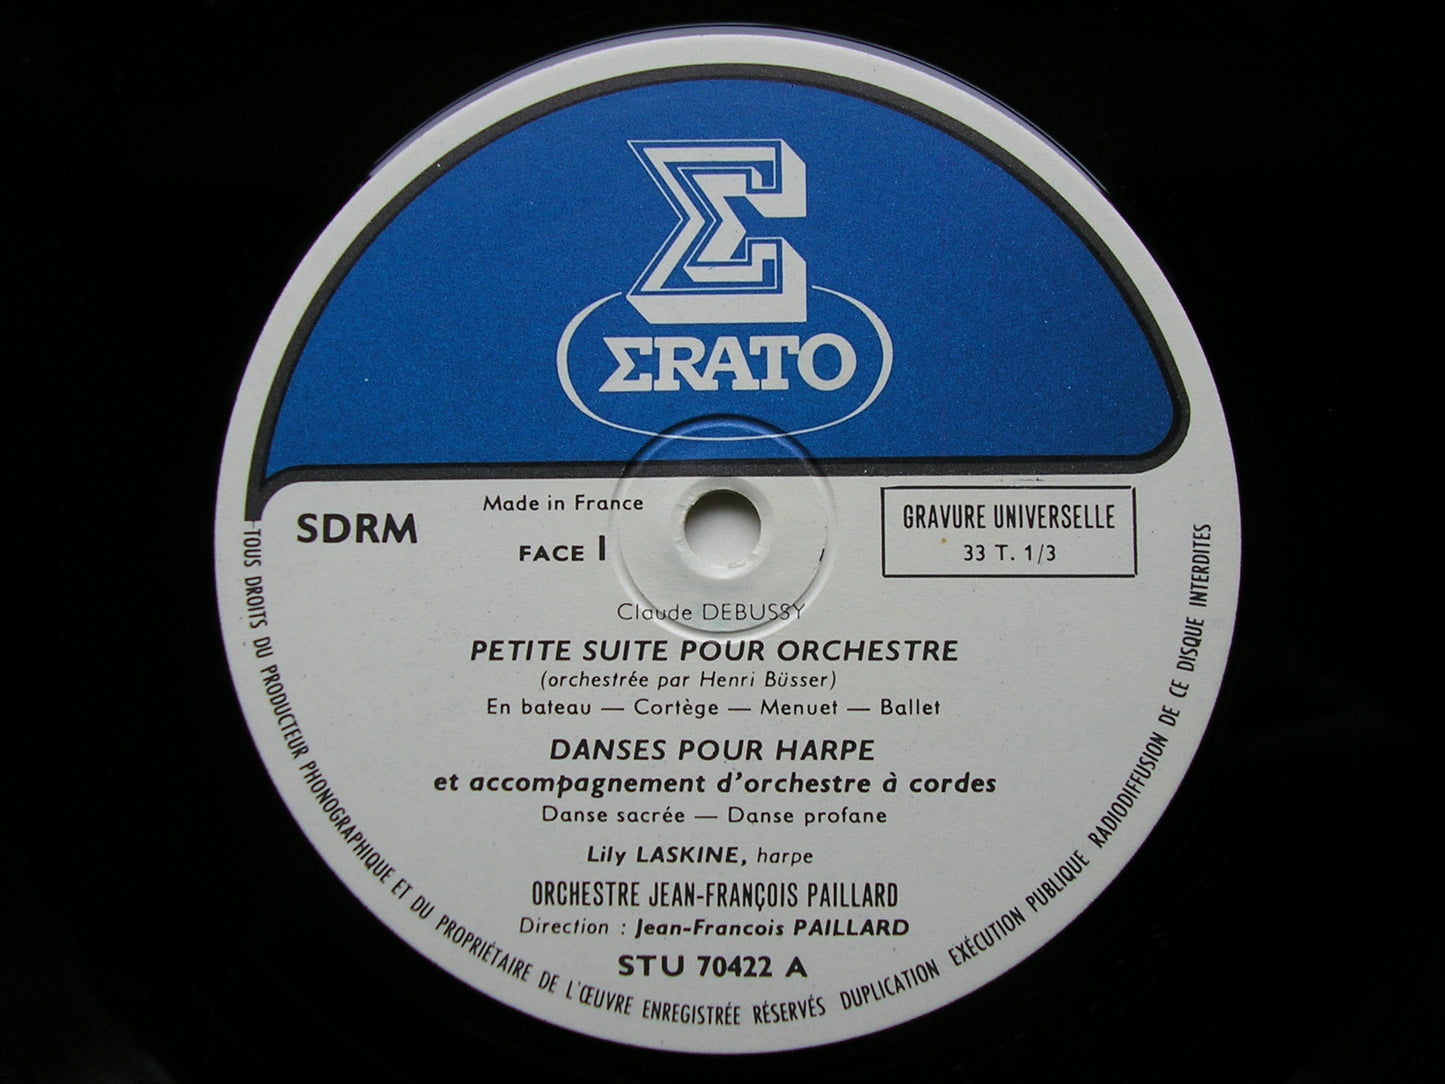 Σ
ΣRATO
Made in France
SDRM
FACE 1
GRAVURE UNIVERSELLE
33 T. 1/3
Claude DEBUSSY
PETITE SUITE POUR ORCHESTRE
(orchestrée par Henri Büsser)
En bateau — Cortège — Menuet — Ballet
DANSES POUR HARPE
et accompagnement d'orchestre à cordes
Danse sacrée — Danse profane
Lily LASKINE, harpe
ORCHESTRE JEAN-FRANÇOIS PAILLARD
Direction : Jean-Francois PAILLARD
STU 70422 A
TOUS DROITS DU PRODUCTEUR PHONOGRAPHIQUE ET DU PROPRIÉTAIRE DE L'ŒUVRE ENREGISTRÉE RÉSERVÉS DUPLICATION EXÉCUTION PUBLIQUE RADIODIFFUSION DE CE DISQUE INTERDITES